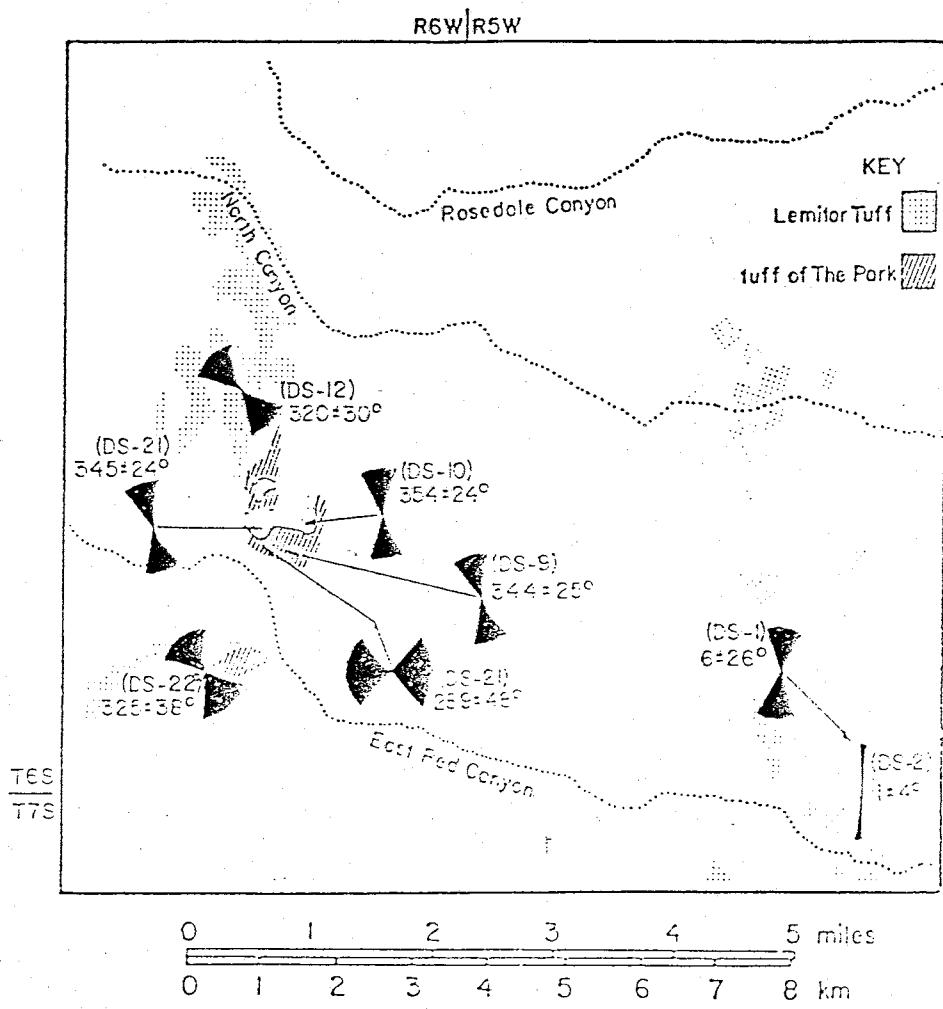 R6W|R5W
KEY
Rosedale Canyon
Lemitar Tuff
tuff of The Park
North Canyon
(DS-12)
320±30°
(DS-21)
345±24°
(DS-10)
354±24°
(DS-9)
344±25°
(DS-1)
6±26°
(DS-22)
325±38°
(DS-21)
East Red Canyon
(DS-2)
1±4°
T6S
T7S
0 1 2 3 4 5 miles
0 1 2 3 4 5 6 7 8 km